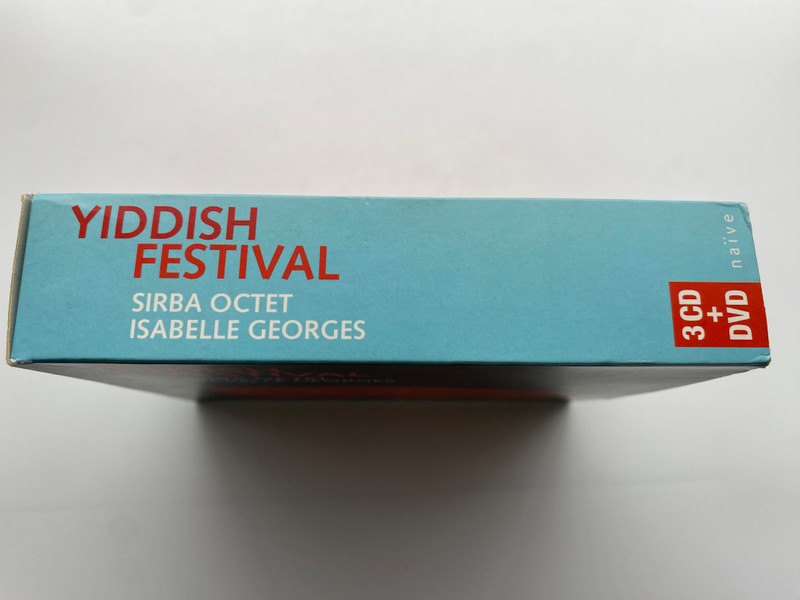 YIDDISH
FESTIVAL
SIRBA OCTET
ISABELLE GEORGES
naïve
3 CD
+
DVD